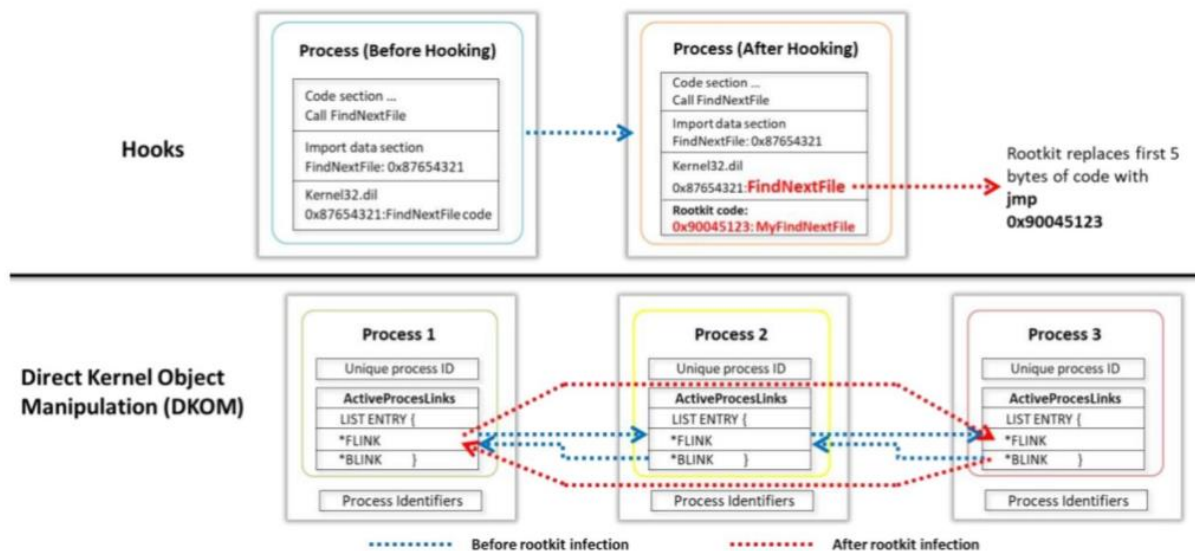 Hooks
Process (Before Hooking)
Code section ...
Call FindNextFile
Import data section
FindNextFile: 0x87654321
Kernel32.dil
0x87654321:FindNextFile code
Process (After Hooking)
Code section ...
Call FindNextFile
Import data section
FindNextFile: 0x87654321
Kernel32.dil
0x87654321:FindNextFile
Rootkit code:
0x90045123: MyFindNextFile
Rootkit replaces first 5
bytes of code with
jmp
0x90045123
Direct Kernel Object
Manipulation (DKOM)
Process 1
Unique process ID
ActiveProcesLinks
LIST ENTRY {
*FLINK
*BLINK }
Process Identifiers
Process 2
Unique process ID
ActiveProcesLinks
LIST ENTRY {
*FLINK
*BLINK }
Process Identifiers
Process 3
Unique process ID
ActiveProcesLinks
LIST ENTRY {
*FLINK
*BLINK }
Process Identifiers
Before rootkit infection
After rootkit infection